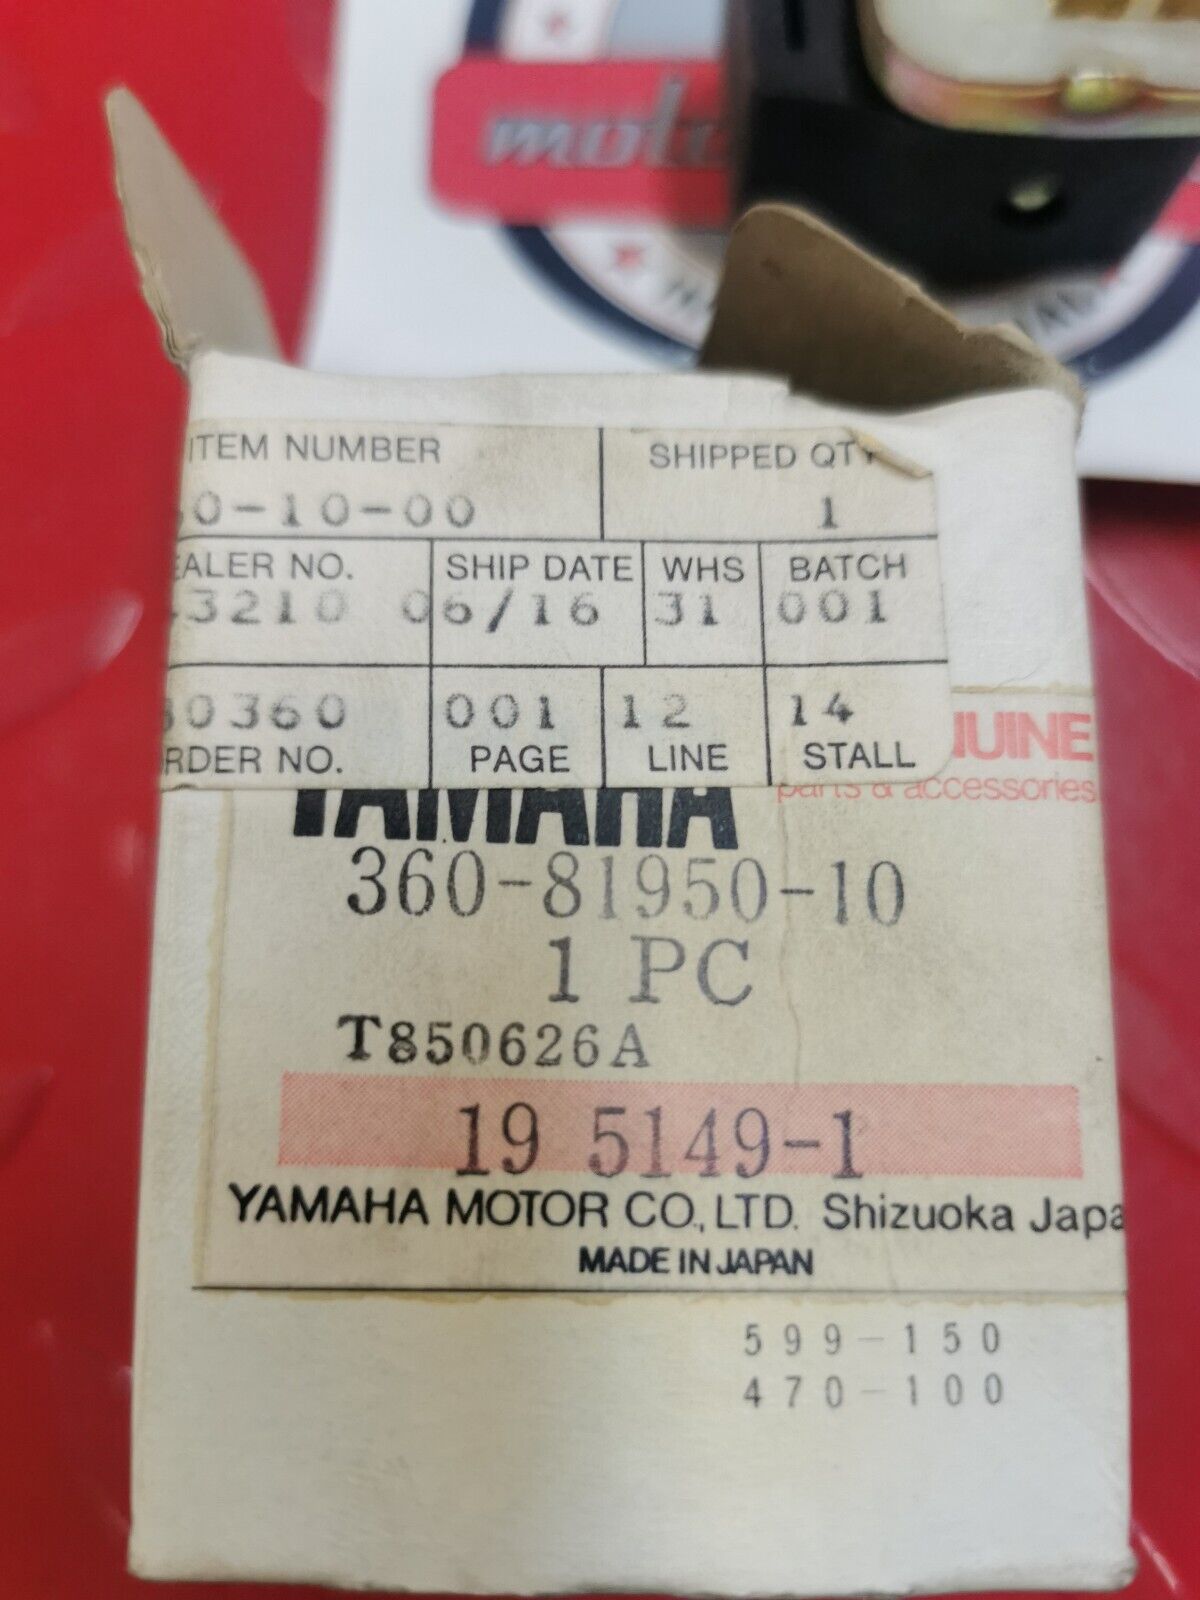 ITEM NUMBER SHIPPED QTY
0-10-00 1
EALER NO. SHIP DATE WHS BATCH
3210 06/16 31 001
0360 001 12 14
RDER NO. PAGE LINE STALL
UINE
parts & accessories
YAMAHA
360-81950-10
1 PC
T850626A
19 5149-1
YAMAHA MOTOR CO., LTD. Shizuoka Japa
MADE IN JAPAN
599-150
470-100